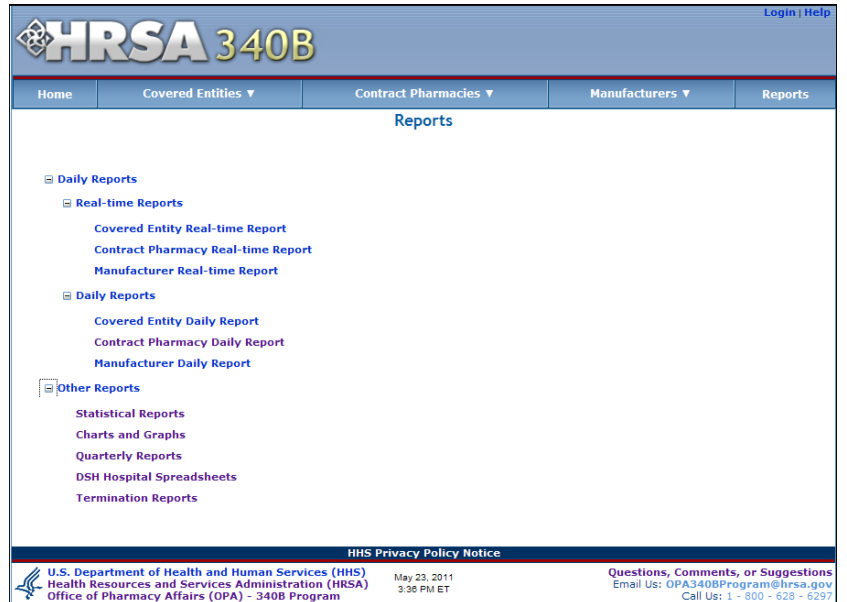 Login | Help
HRSA 340B
Home Covered Entities ▼ Contract Pharmacies ▼ Manufacturers ▼ Reports
Reports
Daily Reports
Real-time Reports
Covered Entity Real-time Report
Contract Pharmacy Real-time Report
Manufacturer Real-time Report
Daily Reports
Covered Entity Daily Report
Contract Pharmacy Daily Report
Manufacturer Daily Report
Other Reports
Statistical Reports
Charts and Graphs
Quarterly Reports
DSH Hospital Spreadsheets
Termination Reports
HHS Privacy Policy Notice
U.S. Department of Health and Human Services (HHS)
Health Resources and Services Administration (HRSA)
Office of Pharmacy Affairs (OPA) - 340B Program
May 23, 2011
3:36 PM ET
Questions, Comments, or Suggestions
Email Us: OPA340BProgram@hrsa.gov
Call Us: 1 - 800 - 628 - 6297